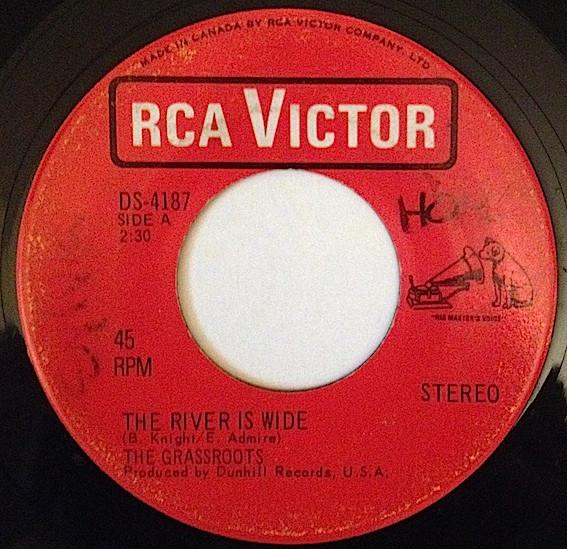 MADE IN CANADA BY RCA VICTOR COMPANY, LTD
RCA VICTOR
DS-4187
SIDE A
2:30
"HIS MASTER'S VOICE"
45
RPM
STEREO
THE RIVER IS WIDE
(B. Knight/E. Admire)
THE GRASSROOTS
Produced by Dunhill Records, U.S.A.